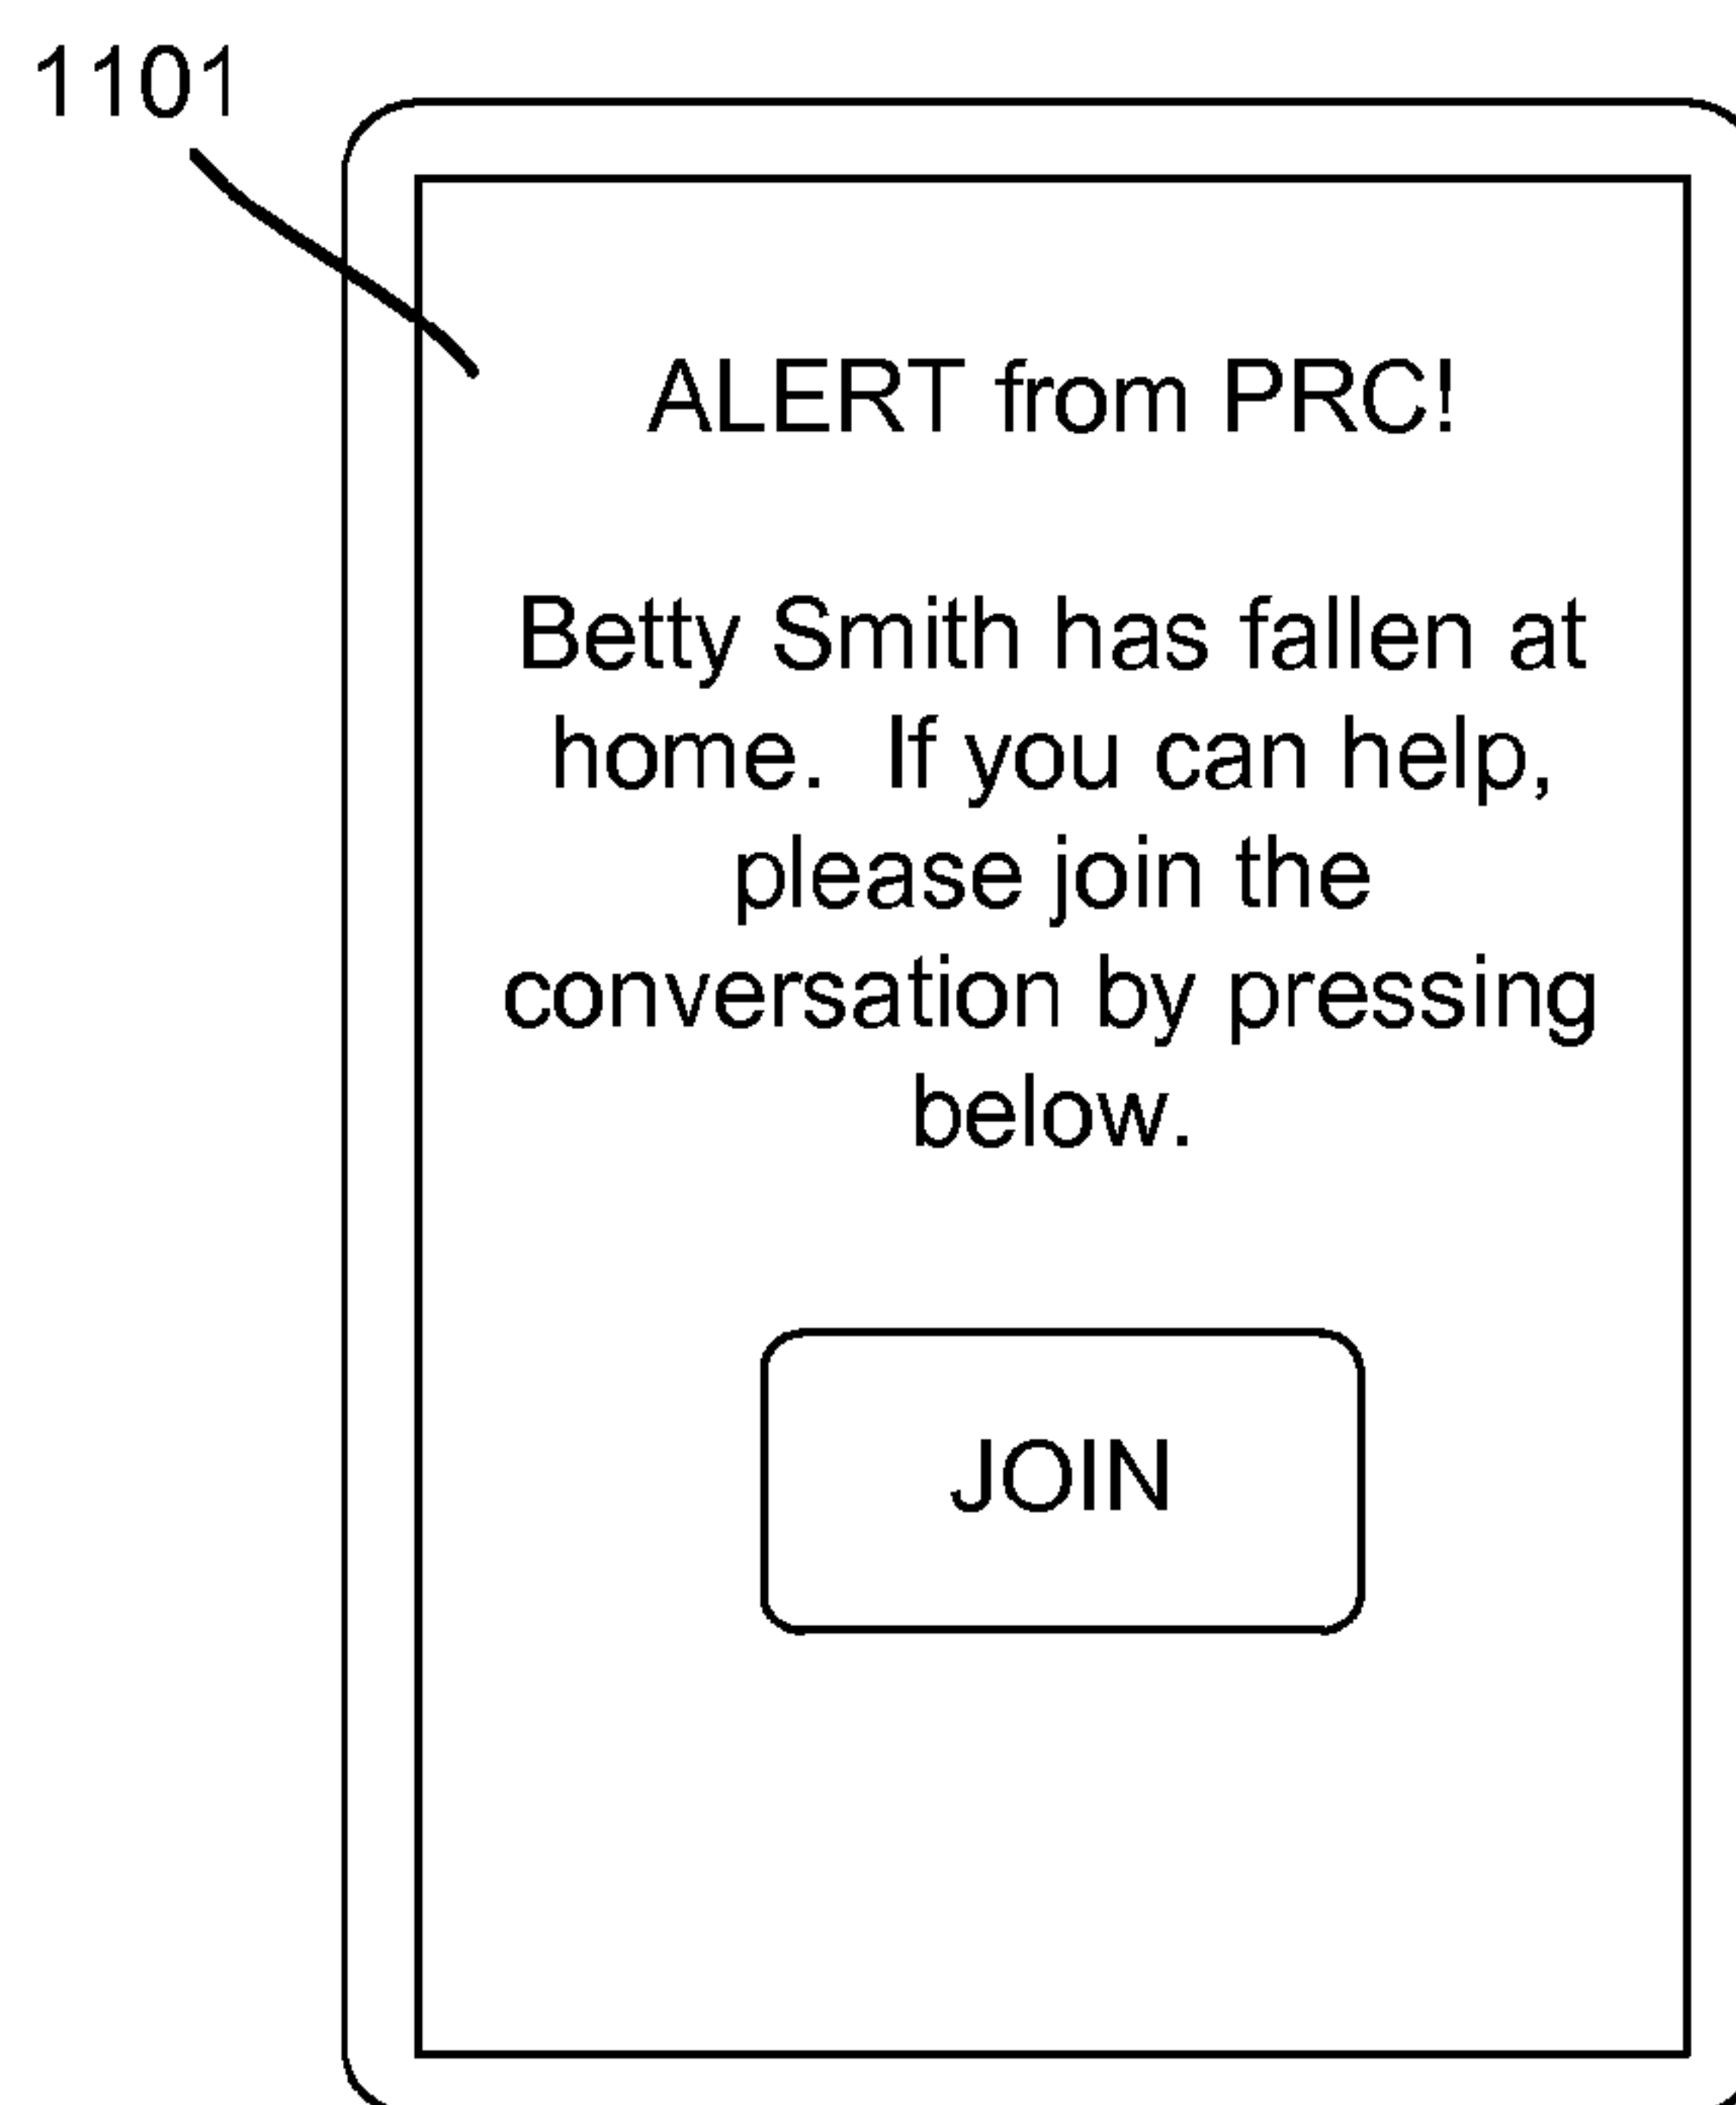 1101
ALERT from PRC!
Betty Smith has fallen at
home.  If you can help,
please join the
conversation by pressing
below.
JOIN